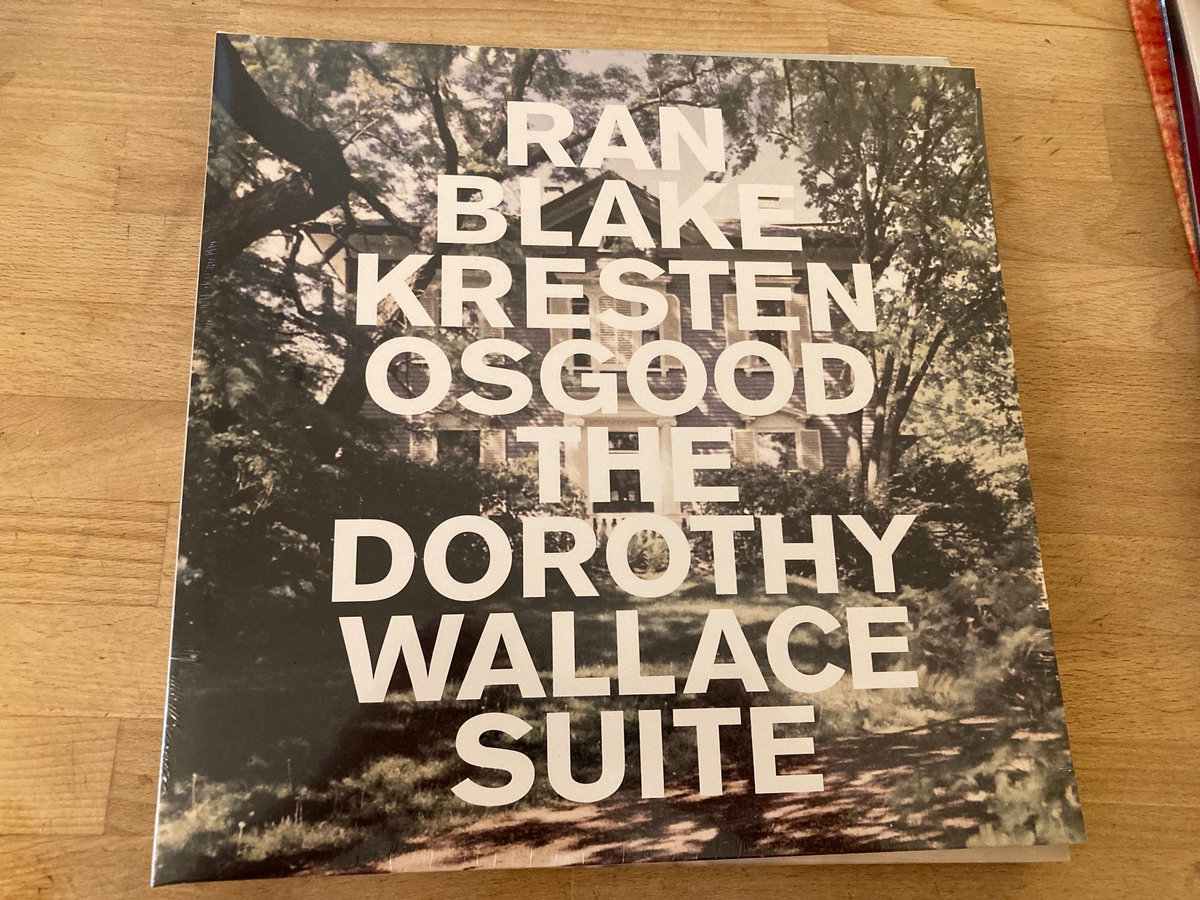 RAN
BLAKE
KRESTEN
OSGOOD
THE
DOROTHY
WALLACE
SUITE